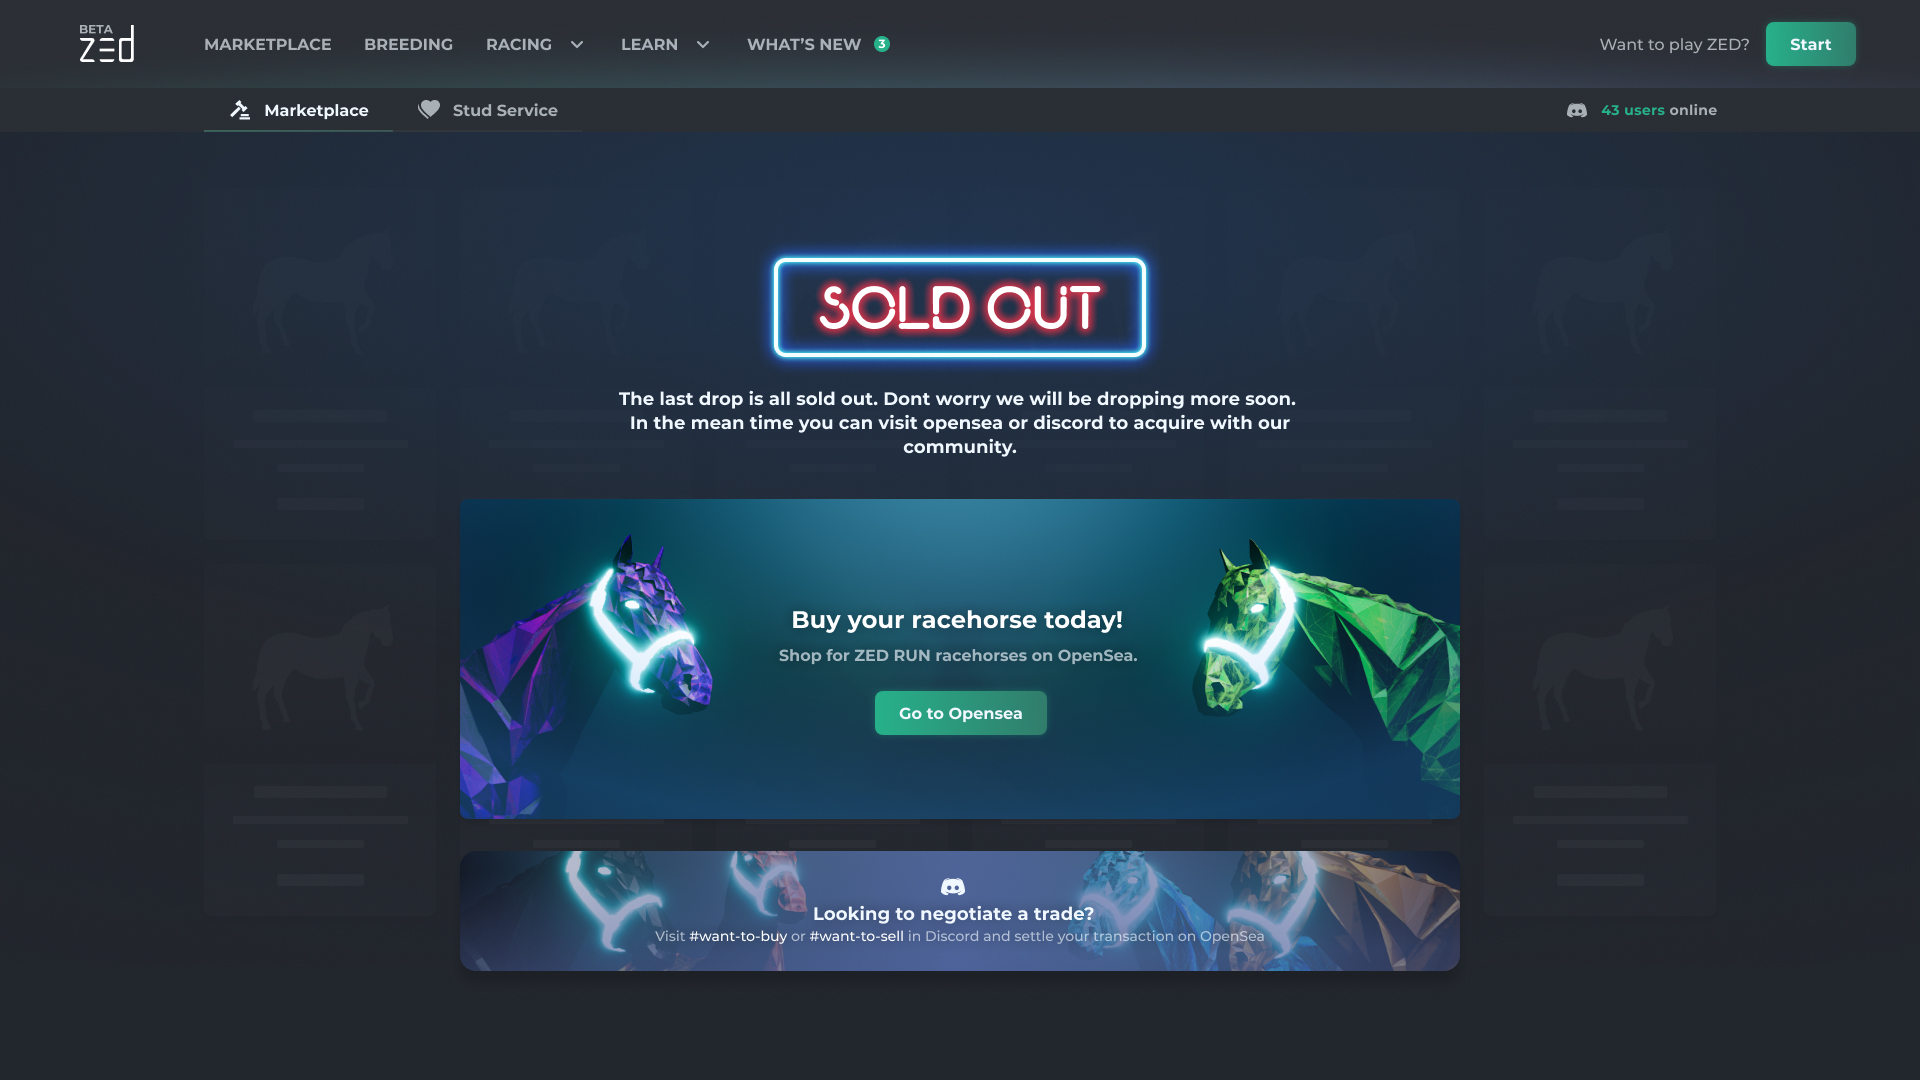 BETA
zed
MARKETPLACE
BREEDING
RACING
LEARN
WHAT'S NEW 3
Want to play ZED?
Start
Marketplace
Stud Service
43 users online
SOLD OUT
The last drop is all sold out. Dont worry we will be dropping more soon.
In the mean time you can visit opensea or discord to acquire with our
community.
Buy your racehorse today!
Shop for ZED RUN racehorses on OpenSea.
Go to Opensea
Looking to negotiate a trade?
Visit #want-to-buy or #want-to-sell in Discord and settle your transaction on OpenSea